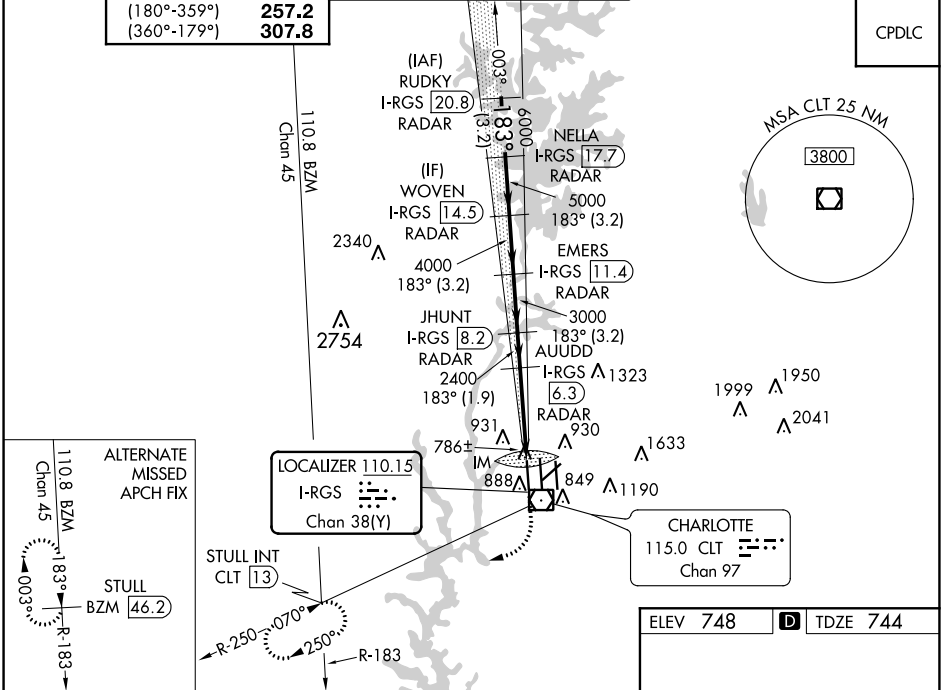 (180°-359°) 257.2
(360°-179°) 307.8
CPDLC
(IAF)
RUDKY
I-RGS 20.8
RADAR
003°
183°
6000
(3.2)
110.8 BZM
Chan 45
MSA CLT 25 NM
3800
NELLA
I-RGS 17.7
RADAR
5000
183° (3.2)
(IF)
WOVEN
I-RGS 14.5
RADAR
4000
183° (3.2)
2340
2754
EMERS
I-RGS 11.4
RADAR
3000
183° (3.2)
JHUNT
I-RGS 8.2
RADAR
2400
183° (1.9)
AUUDD
I-RGS
6.3
RADAR
1323
1999
1950
2041
931
930
786±
IM
1633
888
849
1190
LOCALIZER 110.15
I-RGS
Chan 38(Y)
CHARLOTTE
115.0 CLT
Chan 97
ALTERNATE
MISSED
APCH FIX
110.8 BZM
Chan 45
183°
003°
STULL
BZM 46.2
R-183
STULL INT
CLT 13
R-250
070°
250°
R-183
ELEV 748 D TDZE 744